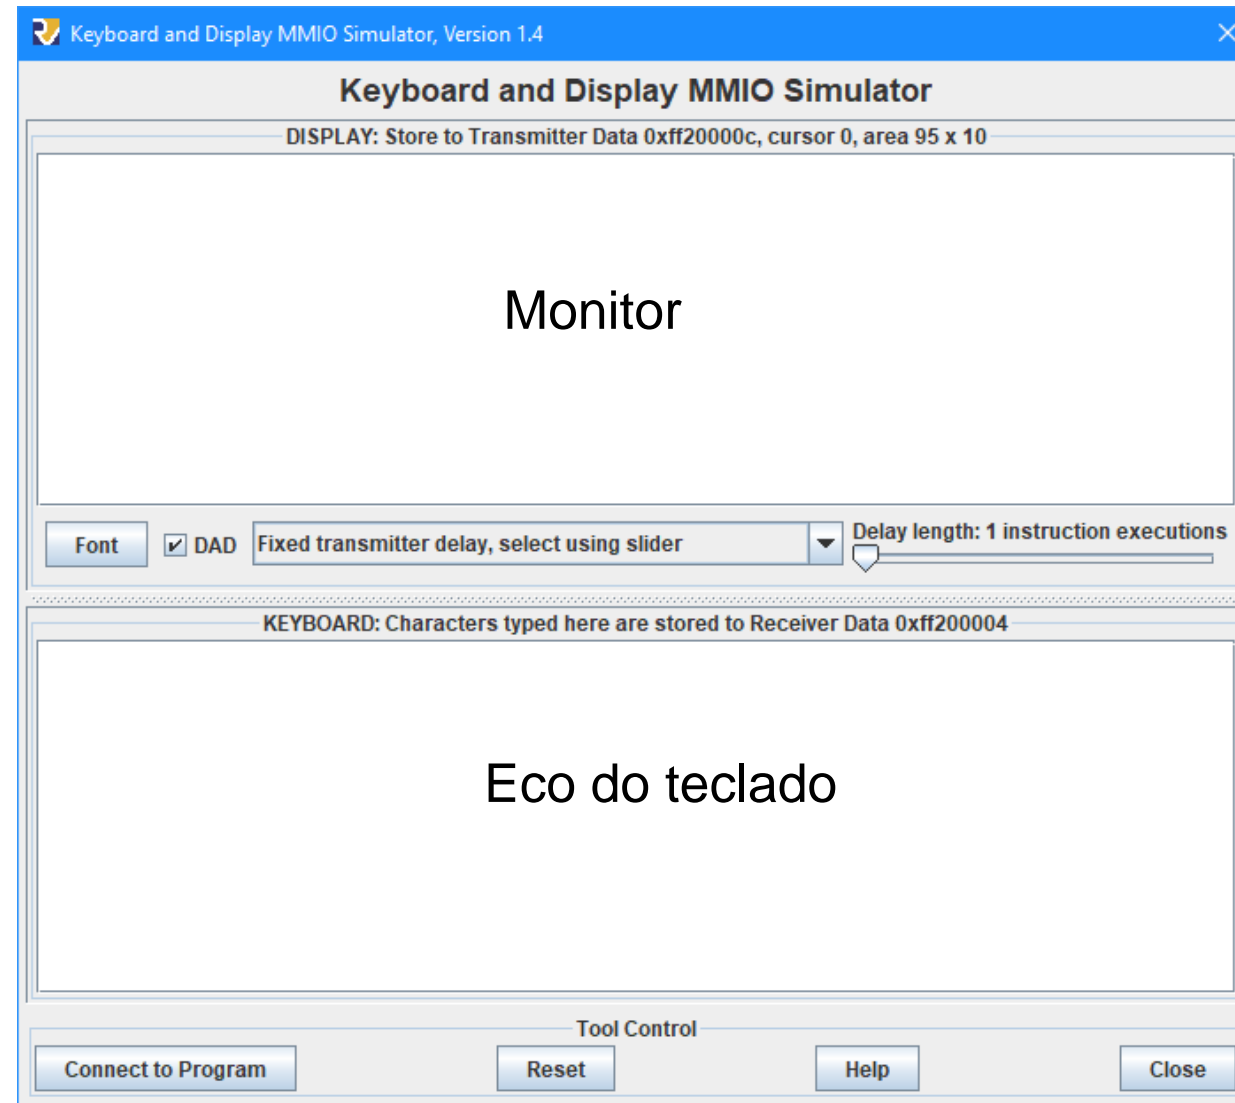 Keyboard and Display MMIO Simulator, Version 1.4
Keyboard and Display MMIO Simulator
DISPLAY: Store to Transmitter Data 0xff20000c, cursor 0, area 95 x 10
Monitor
Font
DAD
Fixed transmitter delay, select using slider
Delay length: 1 instruction executions
KEYBOARD: Characters typed here are stored to Receiver Data 0xff200004
Eco do teclado
Tool Control
Connect to Program
Reset
Help
Close